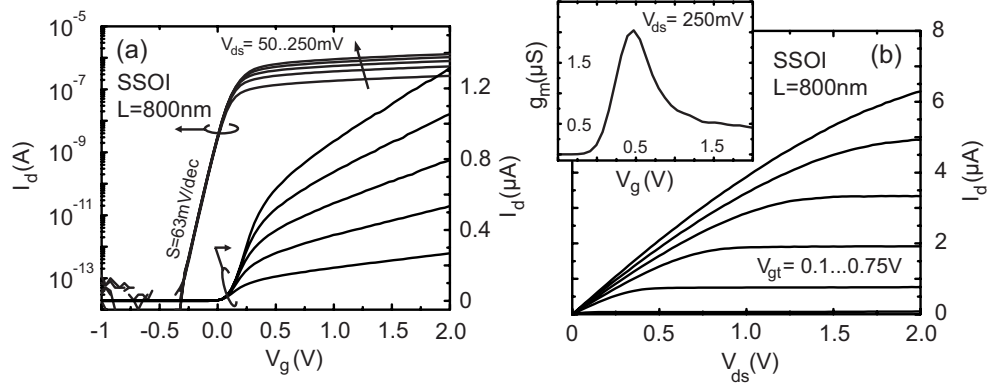 (a)
SSOI
L=800nm
V_ds = 50..250mV
S=63mV/dec
I_d(A)
10^-5
10^-7
10^-9
10^-11
10^-13
-1
-0.5
0.0
0.5
1.0
1.5
2.0
V_g(V)
1.2
0.8
0.4
0
I_d(µA)
V_ds = 250mV
g_m(µS)
1.5
0.5
0.5
1.5
V_g(V)
(b)
SSOI
L=800nm
V_gt = 0.1...0.75V
8
6
4
2
0
I_d(µA)
0
0.5
1.0
1.5
2.0
V_ds(V)